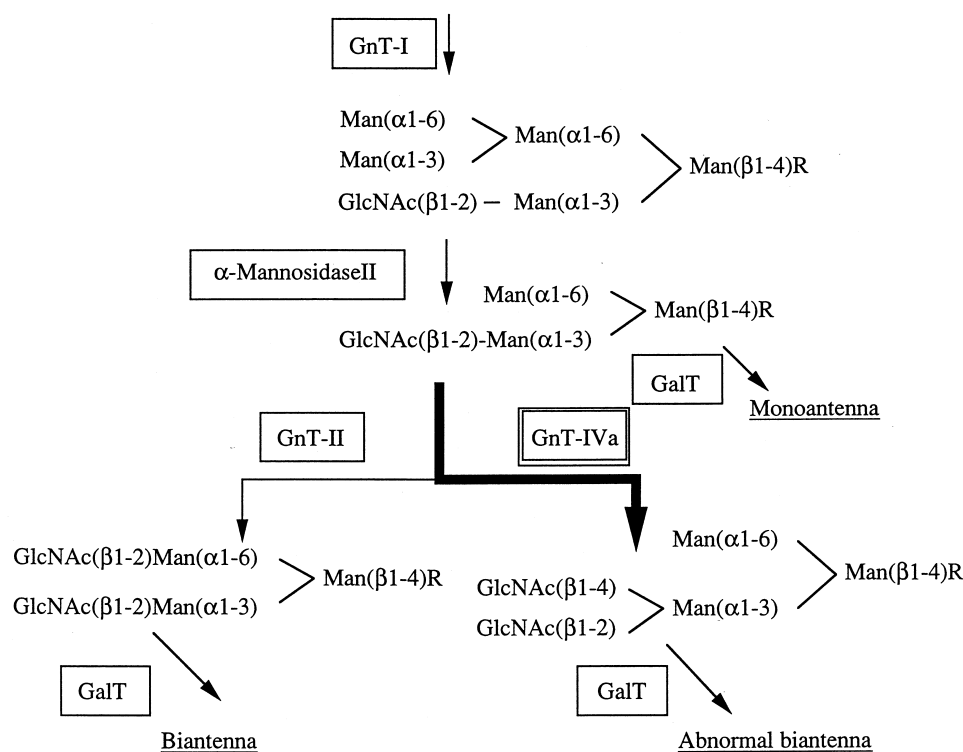 GnT-I
Man(α1-6)
Man(α1-6)
Man(α1-3)
Man(β1-4)R
GlcNAc(β1-2) — Man(α1-3)
α-MannosidaseII
Man(α1-6)
Man(β1-4)R
GlcNAc(β1-2)-Man(α1-3)
GalT
Monoantenna
GnT-II
GnT-IVa
GlcNAc(β1-2)Man(α1-6)
Man(β1-4)R
GlcNAc(β1-2)Man(α1-3)
Man(α1-6)
Man(β1-4)R
GlcNAc(β1-4)
Man(α1-3)
GlcNAc(β1-2)
GalT
Biantenna
GalT
Abnormal biantenna